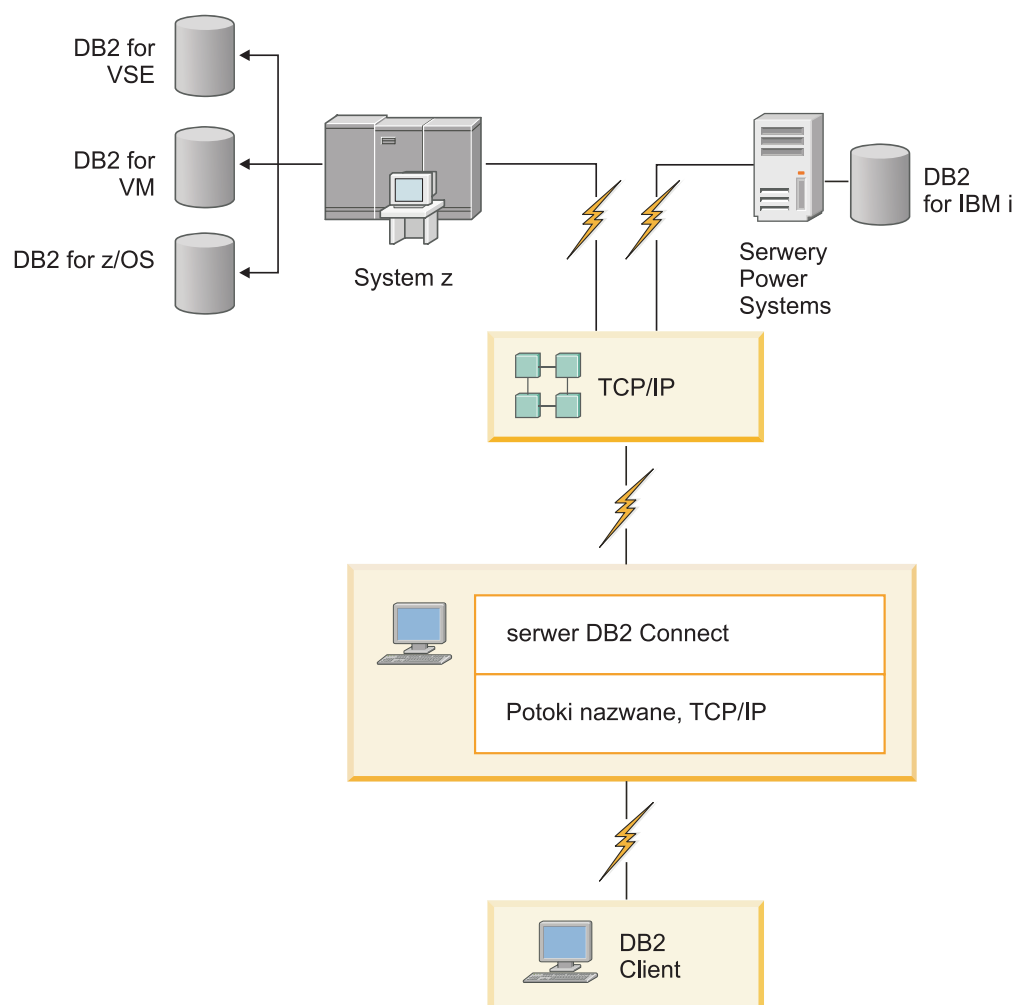 DB2 for
VSE
DB2 for
VM
DB2 for z/OS
System z
Serwery
Power
Systems
DB2
for IBM i
TCP/IP
serwer DB2 Connect
Potoki nazwane, TCP/IP
DB2
Client